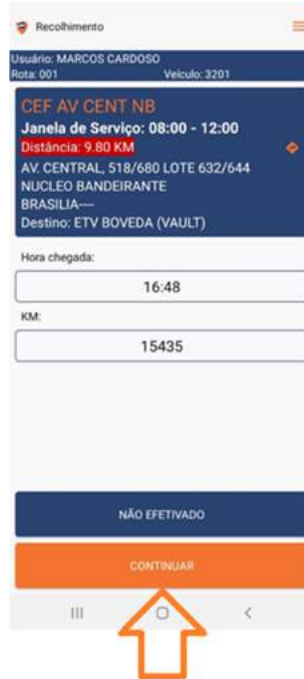 Recolhimento
Usuário: MARCOS CARDOSO
Rota: 001 Veículo: 3201
CEF AV CENT NB
Janela de Serviço: 08:00 - 12:00
Distância: 9.80 KM
AV. CENTRAL, 518/680 LOTE 632/644
NUCLEO BANDEIRANTE
BRASILIA----
Destino: ETV BOVEDA (VAULT)
Hora chegada:
16:48
KM:
15435
NÃO EFETIVADO
CONTINUAR